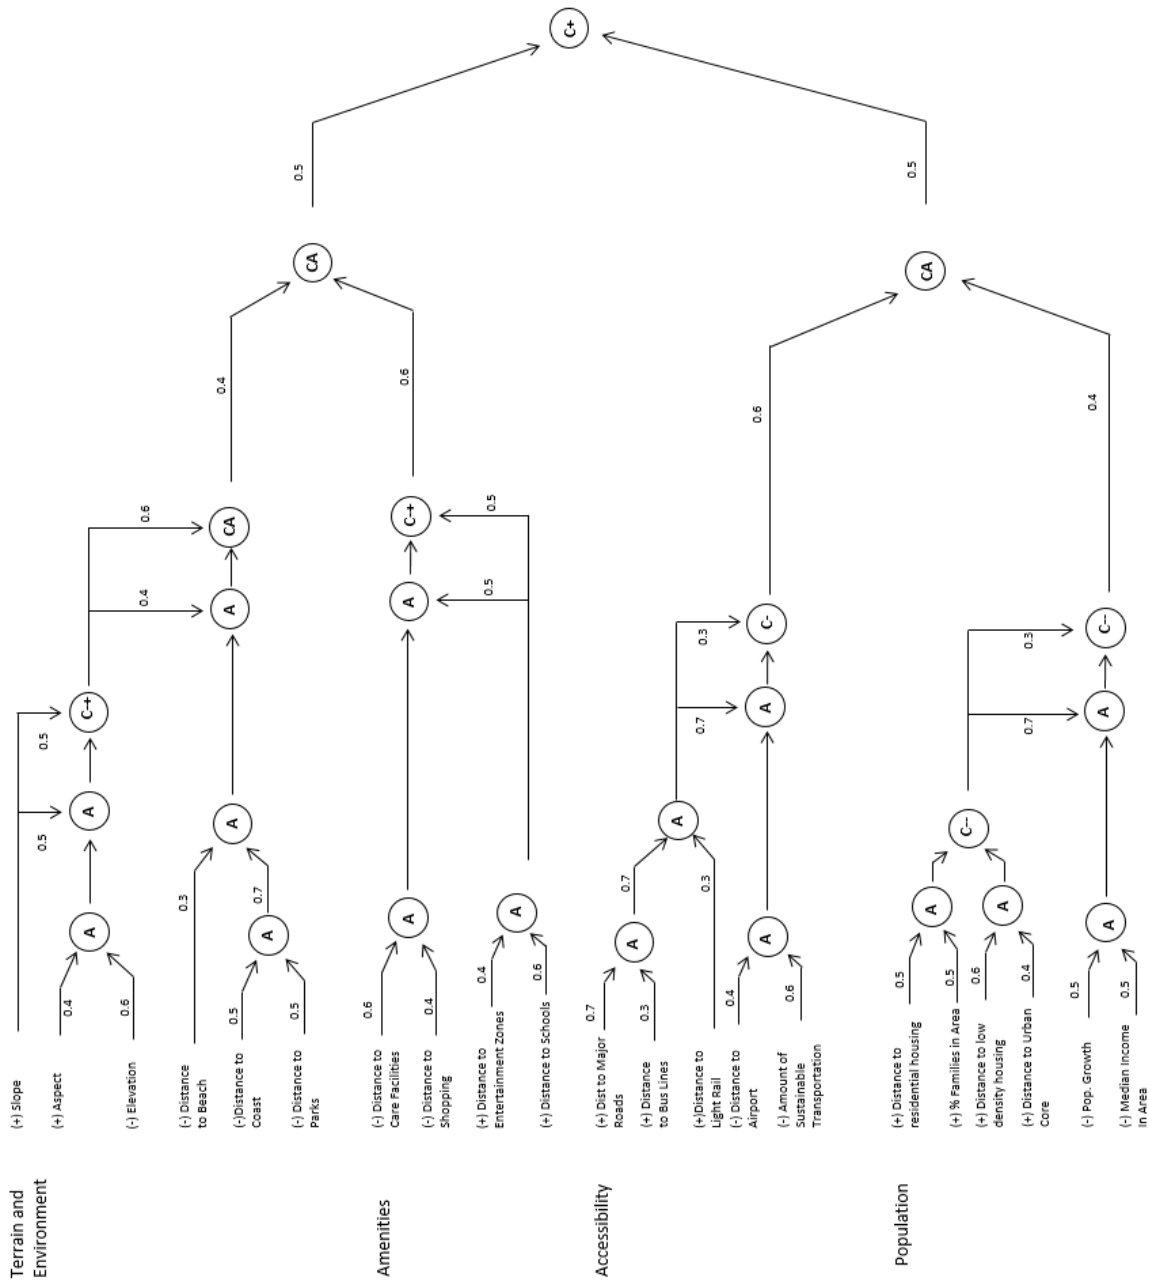 Terrain and
Environment
(+) Slope
(+) Aspect
(-) Elevation
(-) Distance
to Beach
(-)Distance to
Coast
(-) Distance to
Parks
0.5
0.5
0.4
0.6
A
A
C-+
0.3
0.5
0.5
A
0.7
A
0.4
0.6
A
CA
0.4
Amenities
(-) Distance to
Care Facilities
(-) Distance to
Shopping
(+) Distance to
Entertainment Zones
(+) Distance to Schools
0.6
0.4
A
0.4
0.6
A
0.5
0.5
A
C-+
0.6
CA
0.5
Accessibility
(+) Dist to Major
Roads
(+) Distance
to Bus Lines
(+)Distance to
Light Rail
(-) Distance to
Airport
(-) Amount of
Sustainable
Transportation
0.7
0.3
A
0.7
0.3
A
0.4
0.6
A
0.7
0.3
A
C-
0.6
Population
(+) Distance to
residential housing
(+) % Families in Area
(+) Distance to low
density housing
(+) Distance to Urban
Core
(-) Pop. Growth
(-) Median Income
In Area
0.5
0.5
A
0.6
0.4
A
C--
0.5
0.5
A
0.7
0.3
A
C--
0.4
CA
0.5
C+